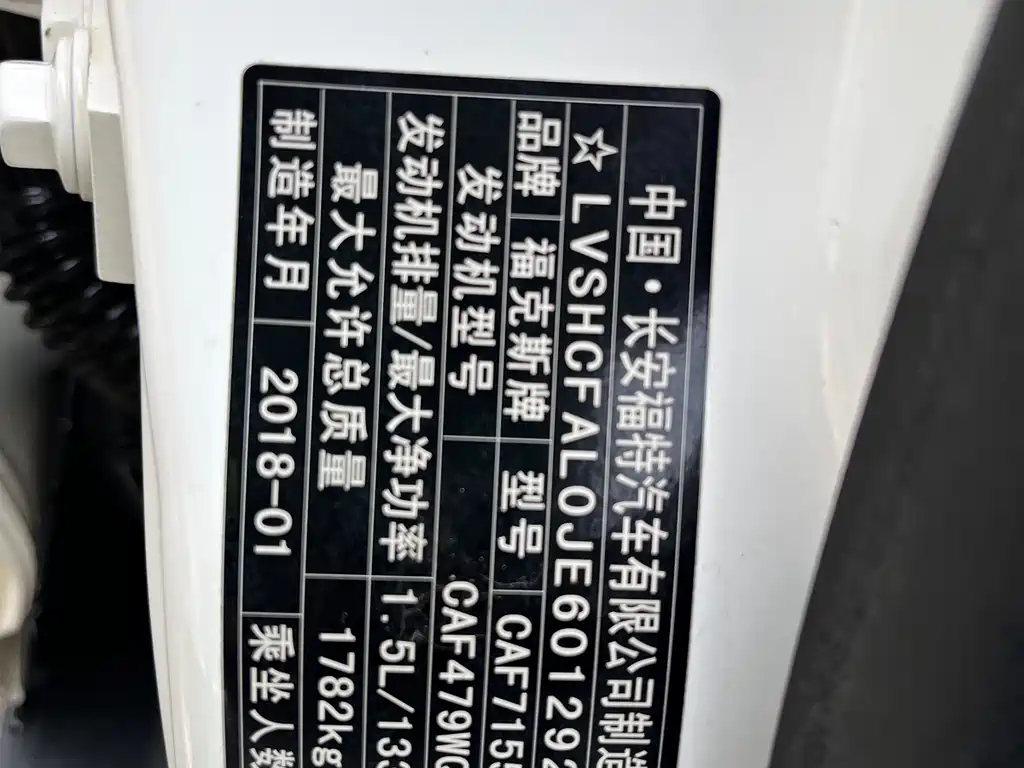 中国·长安福特汽车有限公司制造
☆LVSHCFAL0JE601292
品牌 福克斯牌 型号 CAF7155
发动机型号 CAF479WG
发动机排量/最大净功率 1.5L/133
最大允许总质量 1782kg
制造年月 2018-01 乘坐人数